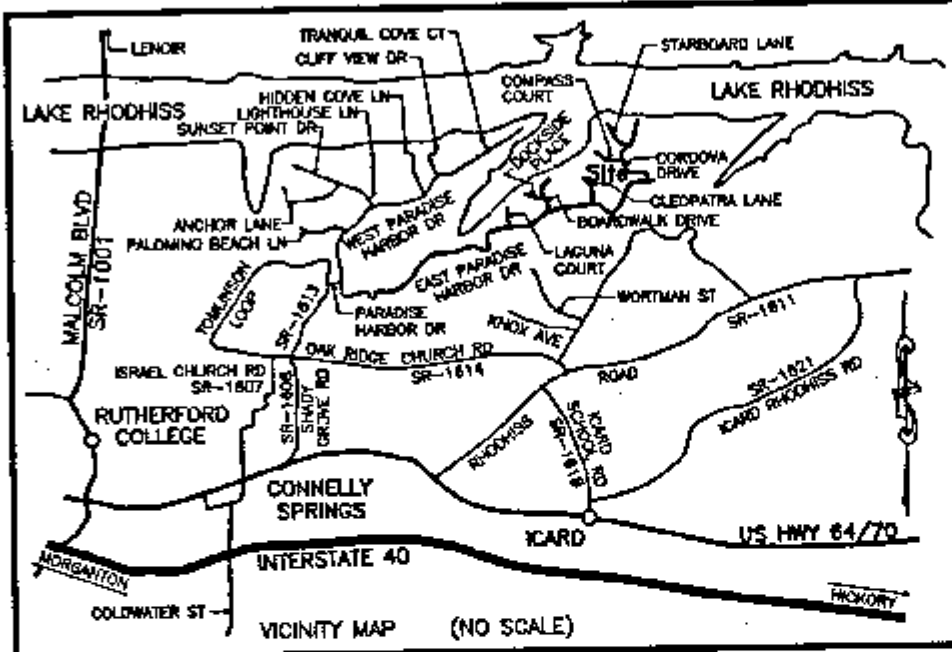 LENOIR
TRANQUIL COVE CT
CLIFF VIEW DR
STARBOARD LANE
COMPASS
COURT
LAKE RHODHISS
HIDDEN COVE LN
LIGHTHOUSE LN
SUNSET POINT DR
LAKE RHODHISS
DOCKSIDE
PLACE
Site
CORDOVA
DRIVE
CLEOPATRA LANE
BOARDWALK DRIVE
ANCHOR LANE
PALOMINO BEACH LN
WEST PARADISE
HARBOR DR
LAGUNA
COURT
EAST PARADISE
HARBOR DR
MALCOLM BLVD
SR-1001
TOMLINSON
LOOP
SR-1613
PARADISE
HARBOR DR
WORTMAN ST
KNOX AVE
SR-1611
OAK RIDGE CHURCH RD
SR-1614
ROAD
ISRAEL CHURCH RD
SR-1607
SR-1606
SHADY
GROVE RD
RUTHERFORD
COLLEGE
RHODHISS
ICARD
SCHOOL RD
SR-1618
SR-1621
ICARD RHODHISS RD
CONNELLY
SPRINGS
ICARD
US HWY 64/70
INTERSTATE 40
MORGANTON
HICKORY
COLDWATER ST
VICINITY MAP (NO SCALE)